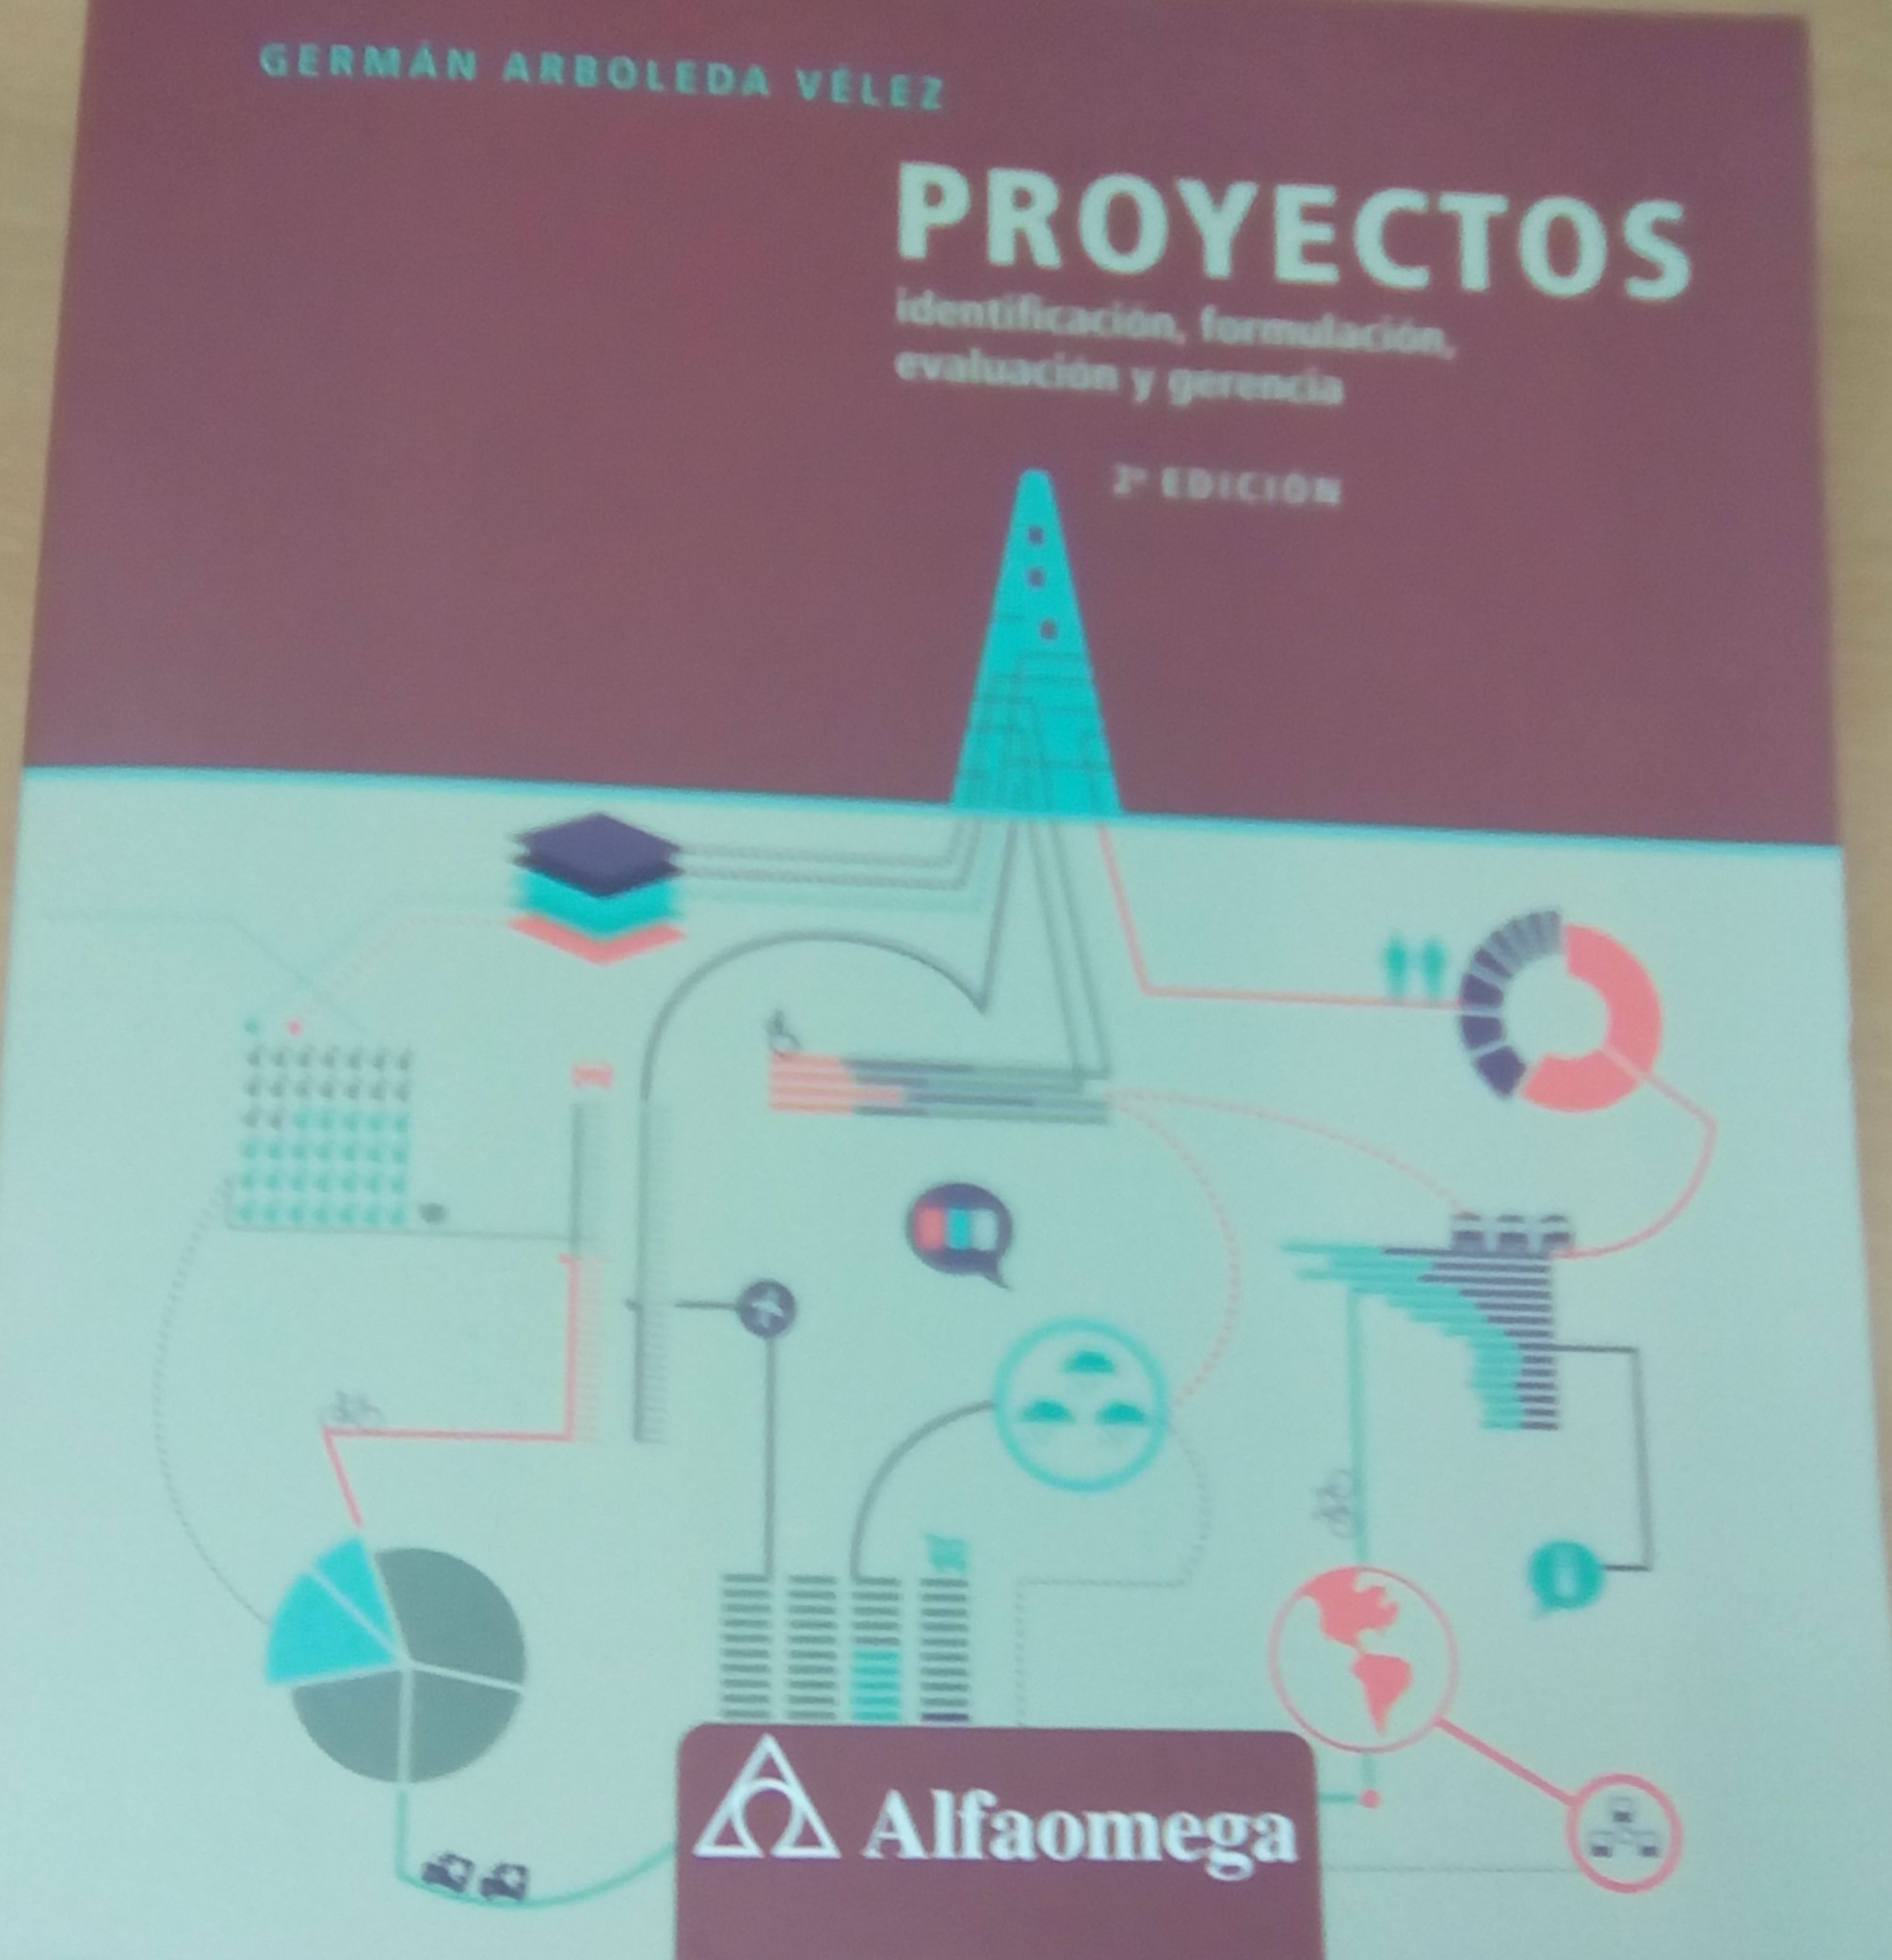 GERMÁN ARBOLEDA VÉLEZ
PROYECTOS
identificación, formulación,
evaluación y gerencia
2ª EDICIÓN
Alfaomega